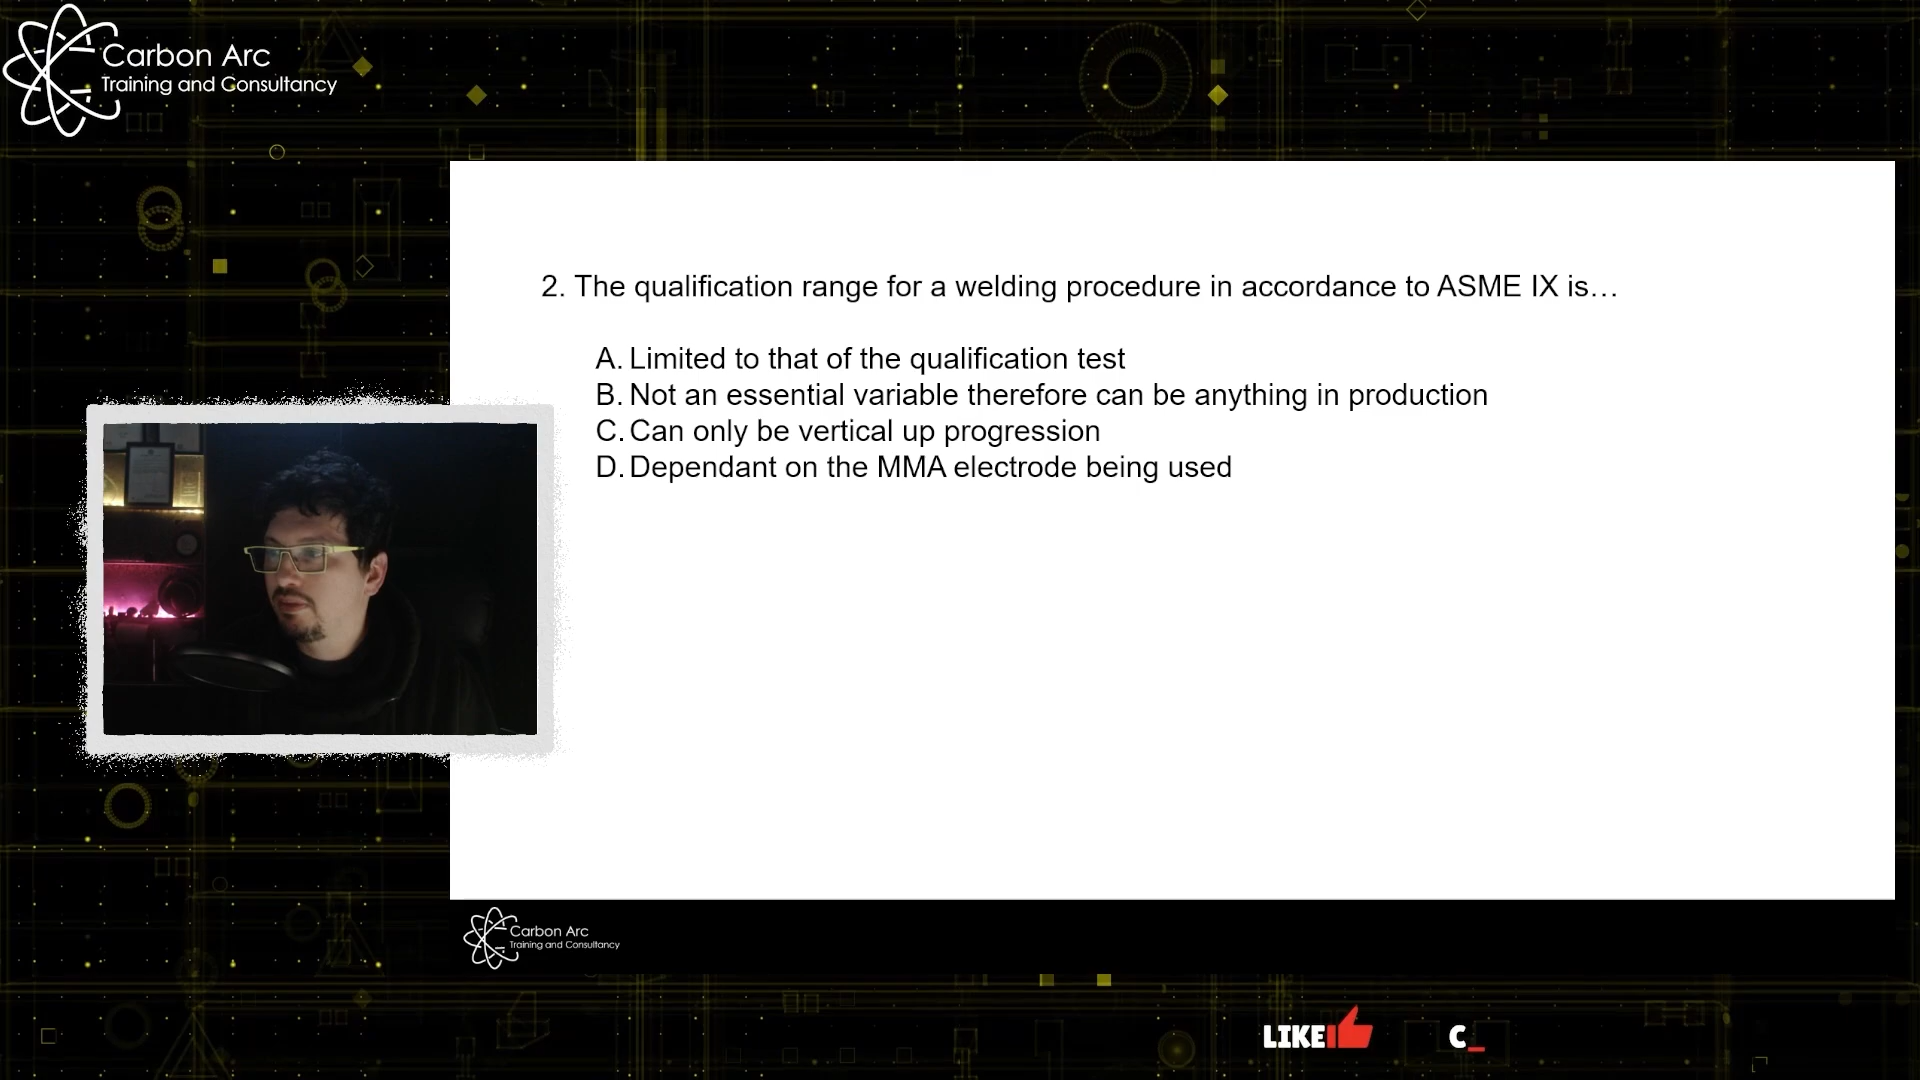 Carbon Arc
Training and Consultancy
2. The qualification range for a welding procedure in accordance to ASME IX is…
A. Limited to that of the qualification test
B. Not an essential variable therefore can be anything in production
C. Can only be vertical up progression
D. Dependant on the MMA electrode being used
Carbon Arc
Training and Consultancy
LIKE
C_